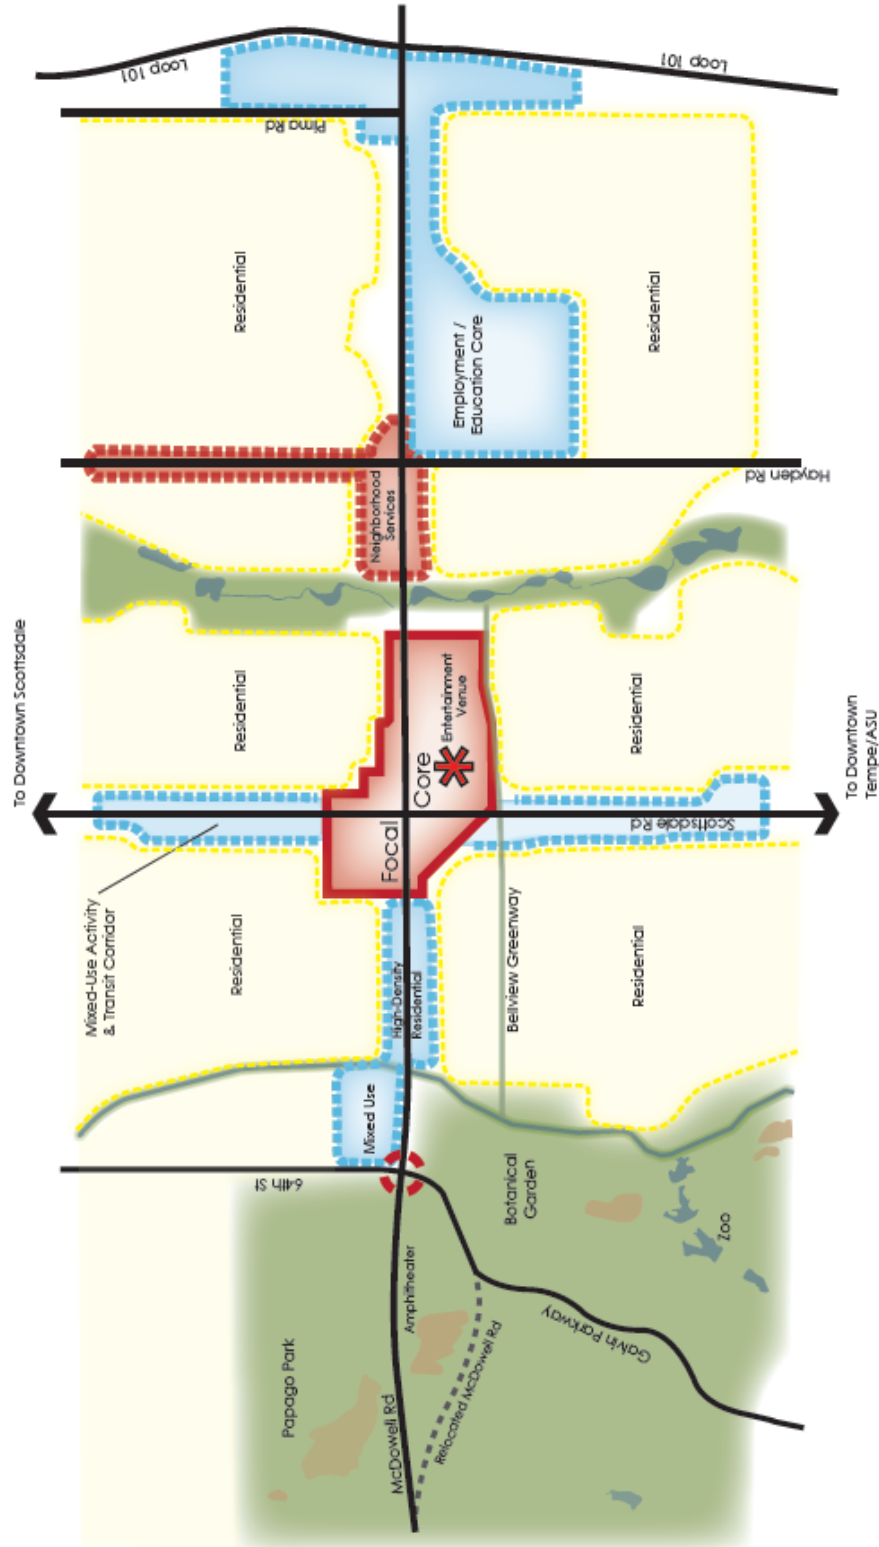 Loop 101
Loop 101
Pima Rd
Residential
Residential
Employment /
Education Core
Hayden Rd
Neighborhood
Services
To Downtown Scottsdale
Residential
Entertainment
Venue
Residential
Focal
Core
Scottsdale Rd
To Downtown
Tempe/ASU
Mixed-Use Activity
& Transit Corridor
Residential
High-Density
Residential
Bellview Greenway
Residential
Mixed Use
64th St
Botanical
Garden
Zoo
Amphitheater
Papago Park
McDowell Rd
Relocated McDowell Rd
Galvin Parkway